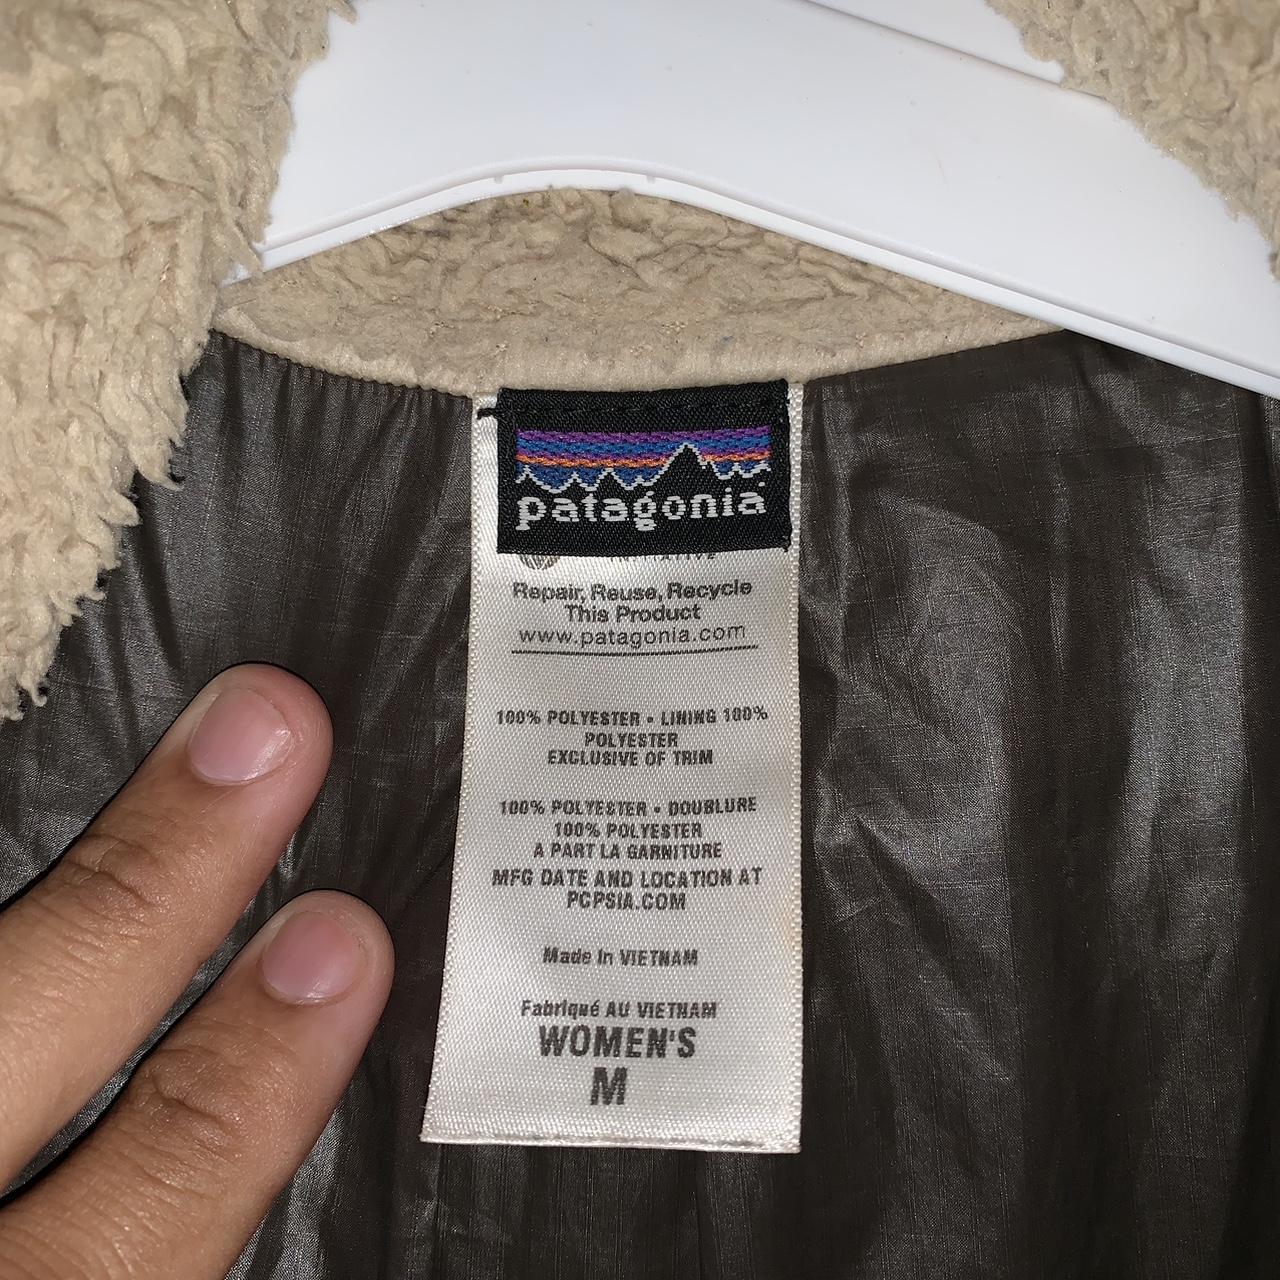 patagonia
Repair, Reuse, Recycle
This Product
www.patagonia.com
100% POLYESTER • LINING 100%
POLYESTER
EXCLUSIVE OF TRIM
100% POLYESTER • DOUBLURE
100% POLYESTER
A PART LA GARNITURE
MFG DATE AND LOCATION AT
PCPSIA.COM
Made In VIETNAM
Fabriqué AU VIETNAM
WOMEN'S
M